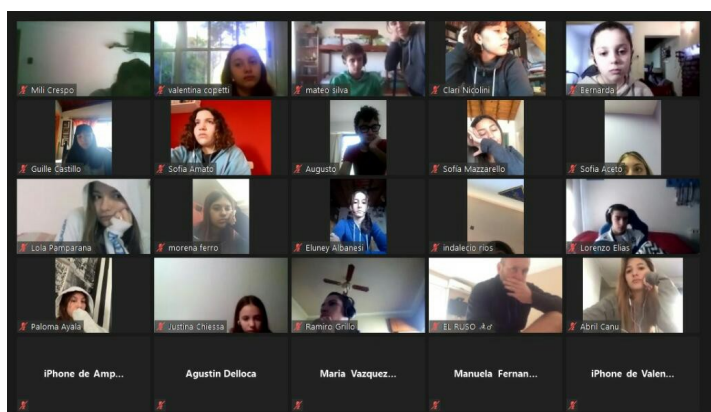 Mili Crespo
valentina copetti
mateo silva
Clari Nicolini
Bernarda
Guille Castillo
Sofia Amato
Augusto
Sofia Mazzarello
Sofia Aceto
Lola Pamparana
morena ferro
Eluney Albanesi
indalecio rios
Lorenzo Elias
Paloma Ayala
Justina Chiessa
Ramiro Grillo
EL RUSO
Abril Canu
iPhone de Amp...
Agustin Delloca
Maria Vazquez...
Manuela Fernan...
iPhone de Valen...